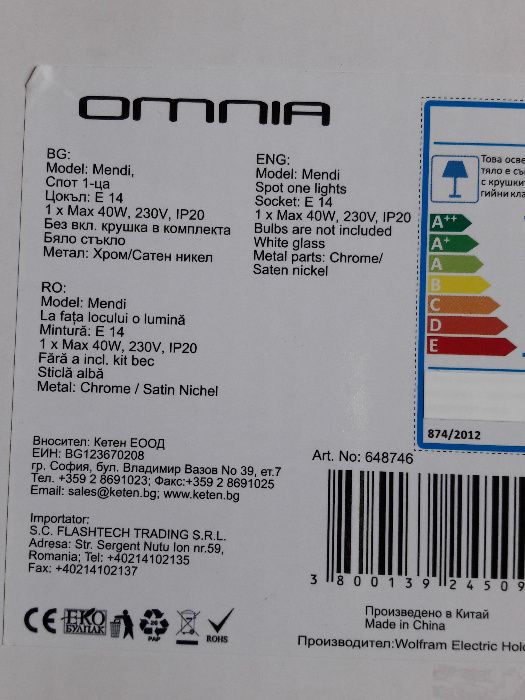 OMNIA
BG:
Model: Mendi,
Спот 1-ца
Цокъл: E 14
1 x Max 40W, 230V, IP20
Без вкл. крушка в комплекта
Бяло стъкло
Метал: Хром/Сатен никел
ENG:
Model: Mendi
Spot one lights
Socket: E 14
1 x Max 40W, 230V, IP20
Bulbs are not included
White glass
Metal parts: Chrome/
Saten nickel
RO:
Model: Mendi
La fața locului o lumină
Mintură: E 14
1 x Max 40W, 230V, IP20
Fără a incl. kit bec
Sticlă albă
Metal: Chrome / Satin Nichel
Това осве
тяло е съ
с крушкит
гийни кла
A++
A+
A
B
C
D
E
874/2012
Вносител: Кетен ЕООД
ЕИН: BG123670208
гр. София, бул. Владимир Вазов No 39, ет.7
Тел. +359 2 8691023; Факс:+359 2 8691025
Email: sales@keten.bg; www.keten.bg
Importator:
S.C. FLASHTECH TRADING S.R.L.
Adresa: Str. Sergent Nutu Ion nr.59,
Romania; Tel: +40214102135
Fax: +40214102137
Art. No: 648746
3 800139 24509
CE
ЕКО
БУЛПАК
20
PAP
ROHS
Произведено в Китай
Made in China
Производител: Wolfram Electric Hold